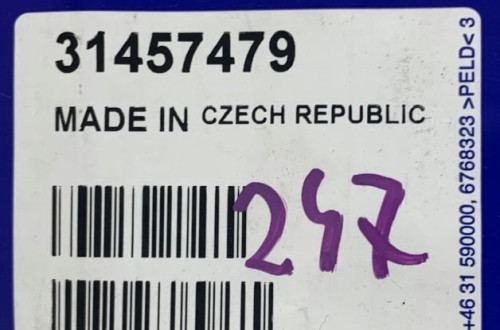 31457479
MADE IN CZECH REPUBLIC
247
+46 31 590000, 6768323 >PELD< 3